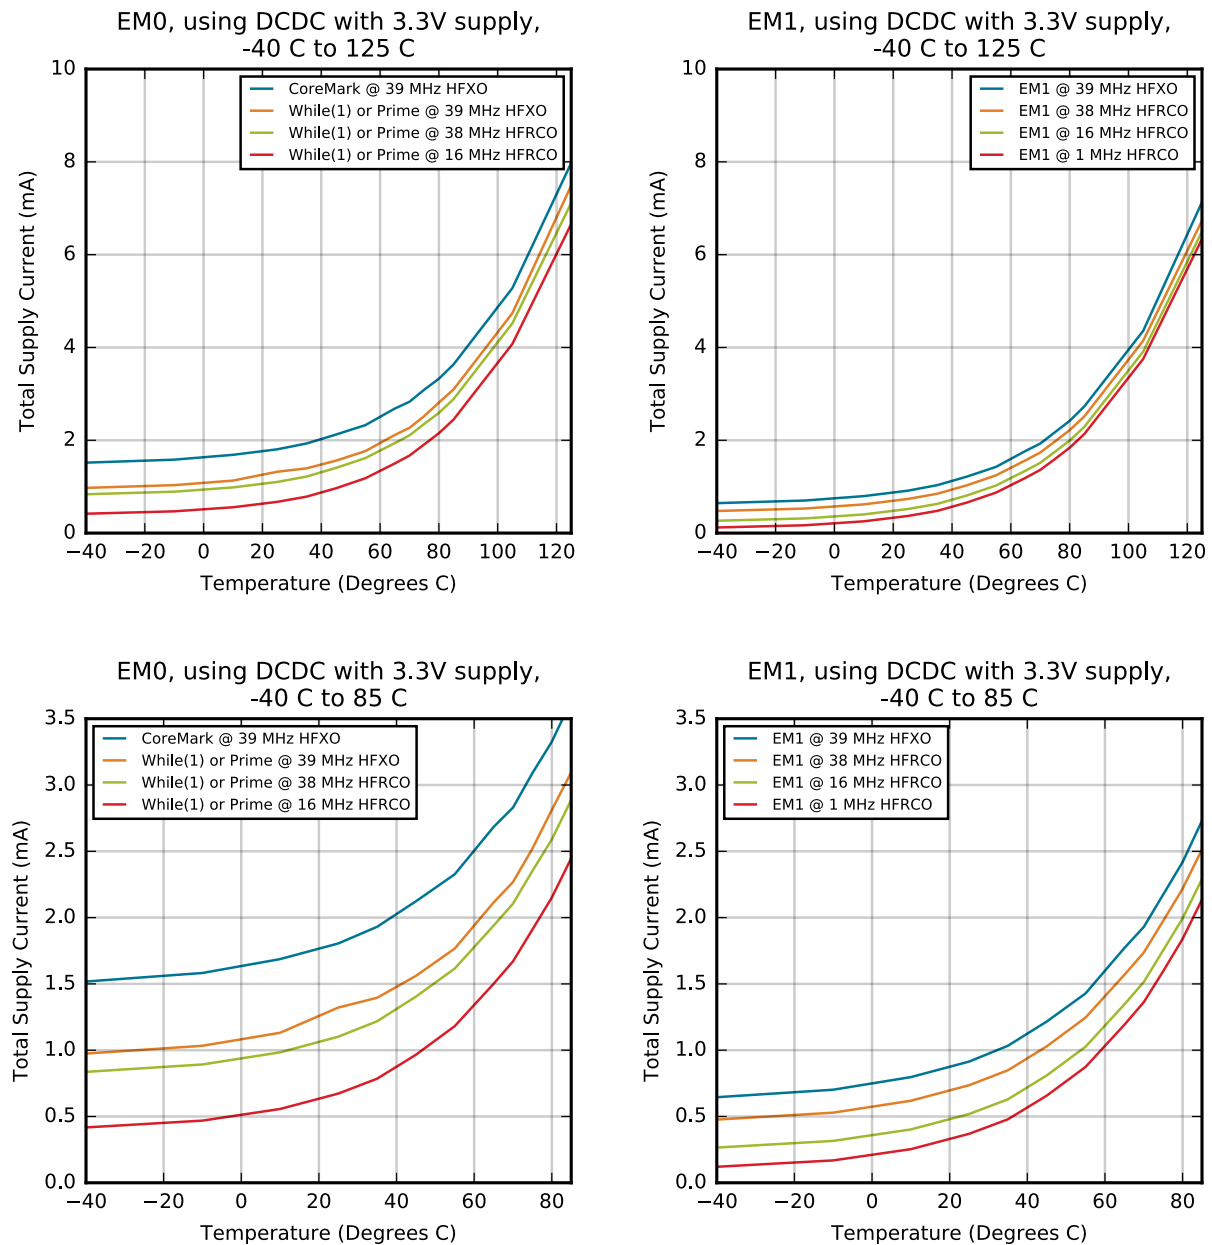 EM0, using DCDC with 3.3V supply,
-40 C to 125 C
10
8
6
4
2
0
Total Supply Current (mA)
CoreMark @ 39 MHz HFXO
While(1) or Prime @ 39 MHz HFXO
While(1) or Prime @ 38 MHz HFRCO
While(1) or Prime @ 16 MHz HFRCO
−40 −20 0 20 40 60 80 100 120
Temperature (Degrees C)
EM1, using DCDC with 3.3V supply,
-40 C to 125 C
10
8
6
4
2
0
Total Supply Current (mA)
EM1 @ 39 MHz HFXO
EM1 @ 38 MHz HFRCO
EM1 @ 16 MHz HFRCO
EM1 @ 1 MHz HFRCO
−40 −20 0 20 40 60 80 100 120
Temperature (Degrees C)
EM0, using DCDC with 3.3V supply,
-40 C to 85 C
3.5
3.0
2.5
2.0
1.5
1.0
0.5
0.0
Total Supply Current (mA)
CoreMark @ 39 MHz HFXO
While(1) or Prime @ 39 MHz HFXO
While(1) or Prime @ 38 MHz HFRCO
While(1) or Prime @ 16 MHz HFRCO
−40 −20 0 20 40 60 80
Temperature (Degrees C)
EM1, using DCDC with 3.3V supply,
-40 C to 85 C
3.5
3.0
2.5
2.0
1.5
1.0
0.5
0.0
Total Supply Current (mA)
EM1 @ 39 MHz HFXO
EM1 @ 38 MHz HFRCO
EM1 @ 16 MHz HFRCO
EM1 @ 1 MHz HFRCO
−40 −20 0 20 40 60 80
Temperature (Degrees C)